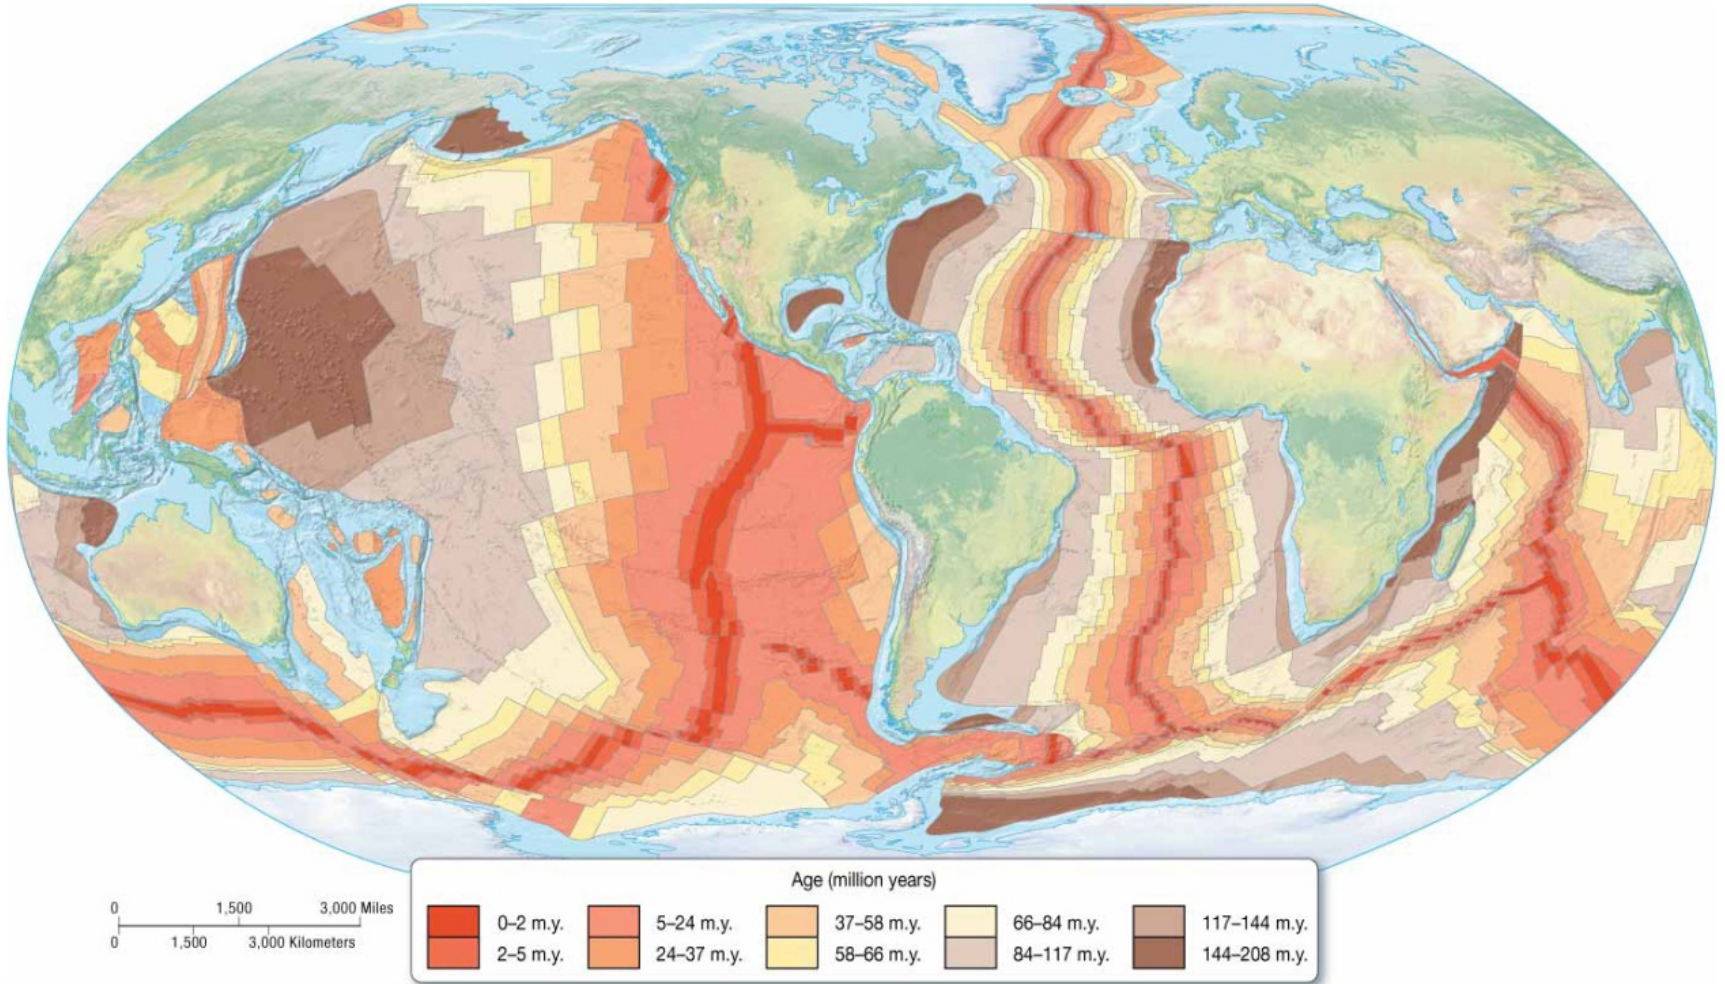 Age (million years)
0–2 m.y. 5–24 m.y. 37–58 m.y. 66–84 m.y. 117–144 m.y.
2–5 m.y. 24–37 m.y. 58–66 m.y. 84–117 m.y. 144–208 m.y.
0 1,500 3,000 Miles
0 1,500 3,000 Kilometers